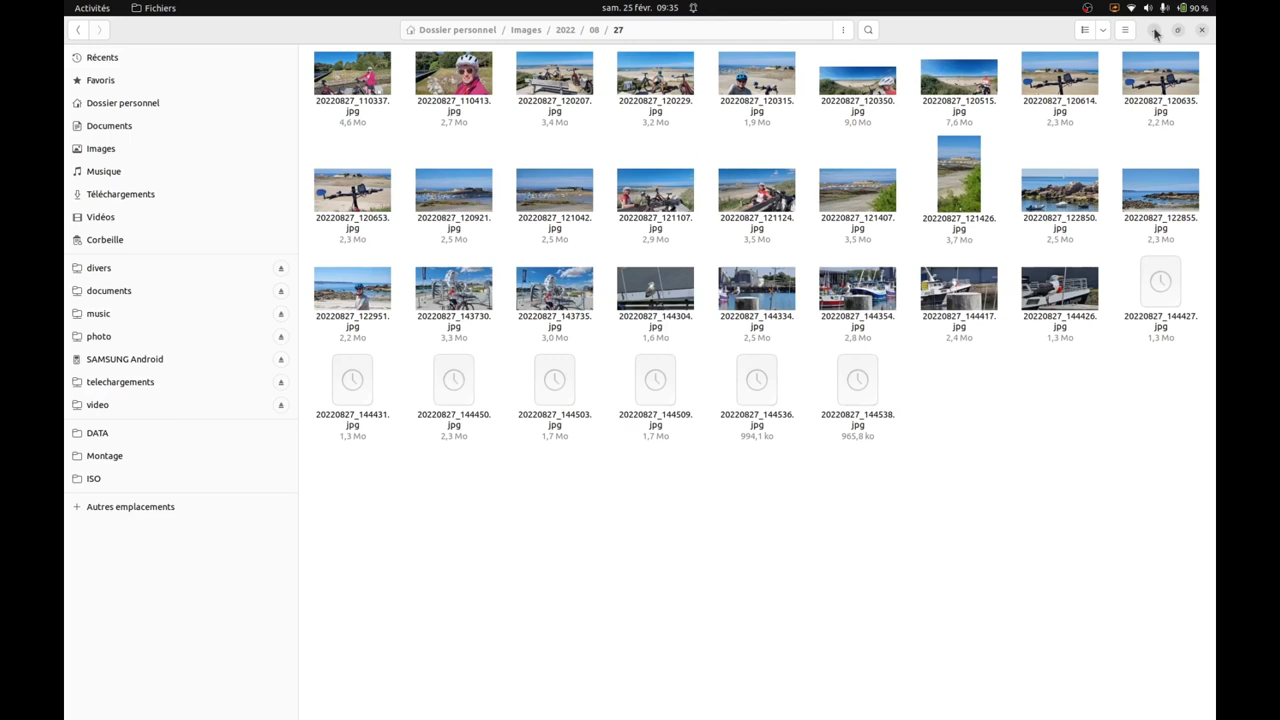 Activités Fichiers sam. 25 févr. 09:35 90 %
Dossier personnel / Images / 2022 / 08 / 27
Récents
Favoris
Dossier personnel
Documents
Images
Musique
Téléchargements
Vidéos
Corbeille
divers
documents
music
photo
SAMSUNG Android
telechargements
video
DATA
Montage
ISO
Autres emplacements
20220827_110337.jpg
4,6 Mo
20220827_110413.jpg
2,7 Mo
20220827_120207.jpg
3,4 Mo
20220827_120229.jpg
3,2 Mo
20220827_120315.jpg
1,9 Mo
20220827_120350.jpg
9,0 Mo
20220827_120515.jpg
7,6 Mo
20220827_120614.jpg
2,3 Mo
20220827_120635.jpg
2,2 Mo
20220827_120653.jpg
2,3 Mo
20220827_120921.jpg
2,5 Mo
20220827_121042.jpg
2,5 Mo
20220827_121107.jpg
2,9 Mo
20220827_121124.jpg
3,5 Mo
20220827_121407.jpg
3,5 Mo
20220827_121426.jpg
3,7 Mo
20220827_122850.jpg
2,5 Mo
20220827_122855.jpg
2,3 Mo
20220827_122951.jpg
2,2 Mo
20220827_143730.jpg
3,3 Mo
20220827_143735.jpg
3,0 Mo
20220827_144304.jpg
1,6 Mo
20220827_144334.jpg
2,5 Mo
20220827_144354.jpg
2,8 Mo
20220827_144417.jpg
2,4 Mo
20220827_144426.jpg
1,3 Mo
20220827_144427.jpg
1,3 Mo
20220827_144431.jpg
1,3 Mo
20220827_144450.jpg
2,3 Mo
20220827_144503.jpg
1,7 Mo
20220827_144509.jpg
1,7 Mo
20220827_144536.jpg
994,1 ko
20220827_144538.jpg
965,8 ko